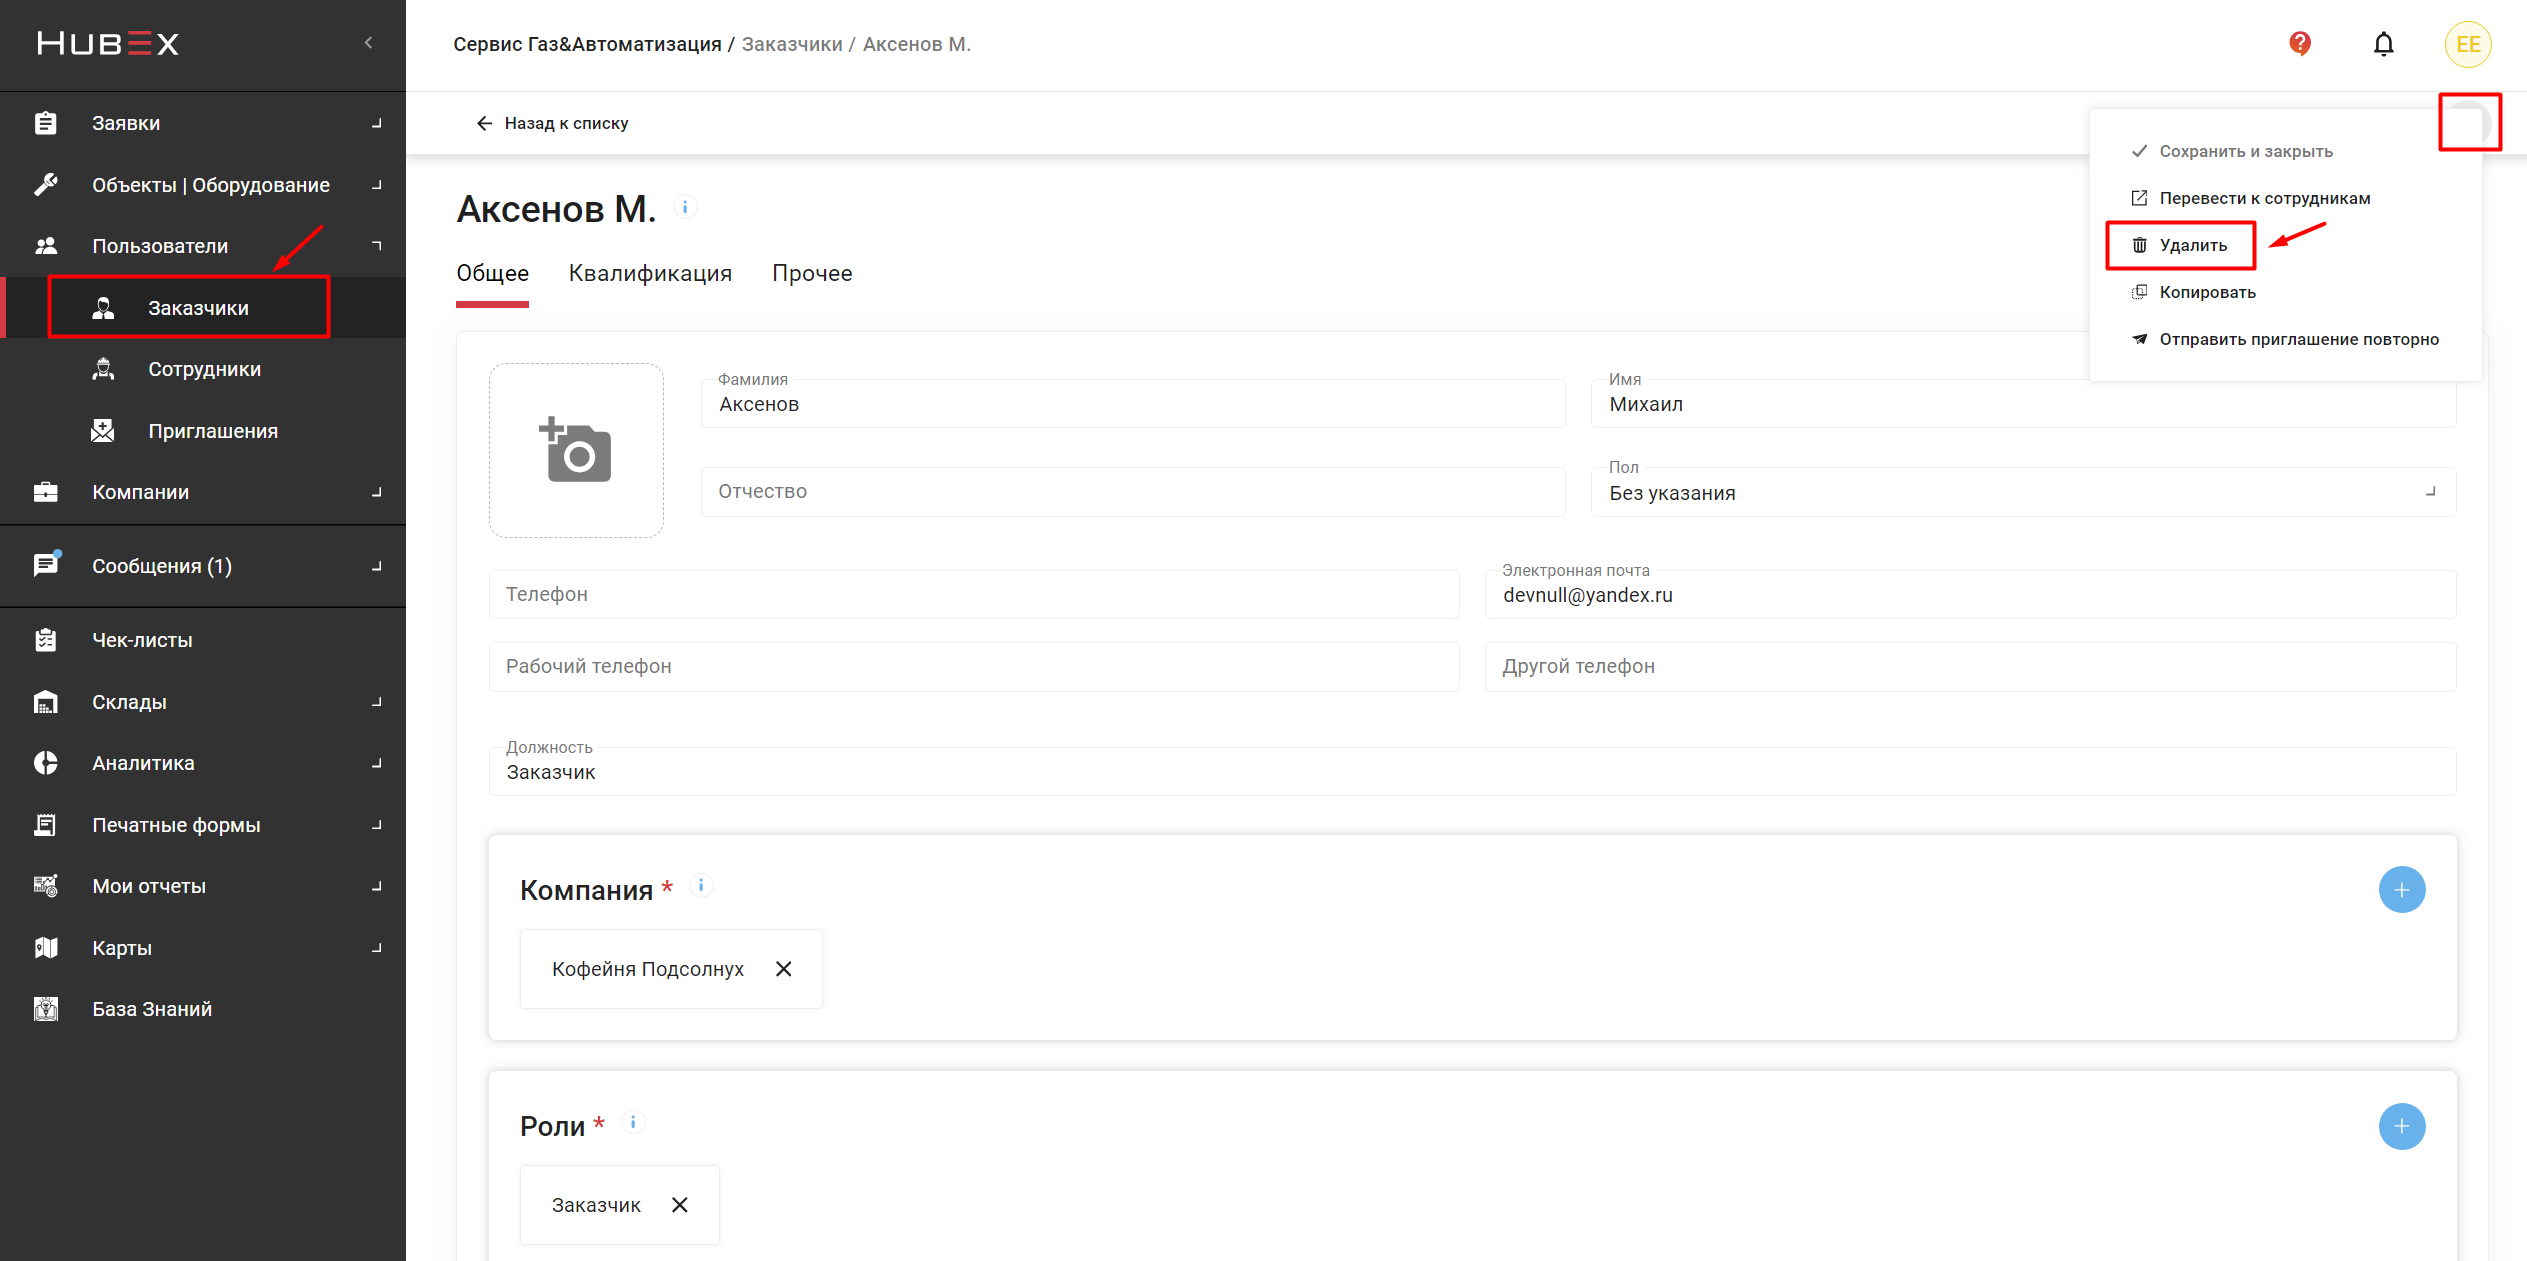 HUBEX
Сервис Газ&Автоматизация / Заказчики / Аксенов М.
EE
Заявки
Объекты | Оборудование
Пользователи
Заказчики
Сотрудники
Приглашения
Компании
Сообщения (1)
Чек-листы
Склады
Аналитика
Печатные формы
Мои отчеты
Карты
База Знаний
Назад к списку
Сохранить и закрыть
Перевести к сотрудникам
Удалить
Копировать
Отправить приглашение повторно
Аксенов М.
Общее
Квалификация
Прочее
Фамилия
Аксенов
Имя
Михаил
Отчество
Пол
Без указания
Телефон
Электронная почта
devnull@yandex.ru
Рабочий телефон
Другой телефон
Должность
Заказчик
Компания *
Кофейня Подсолнух
Роли *
Заказчик